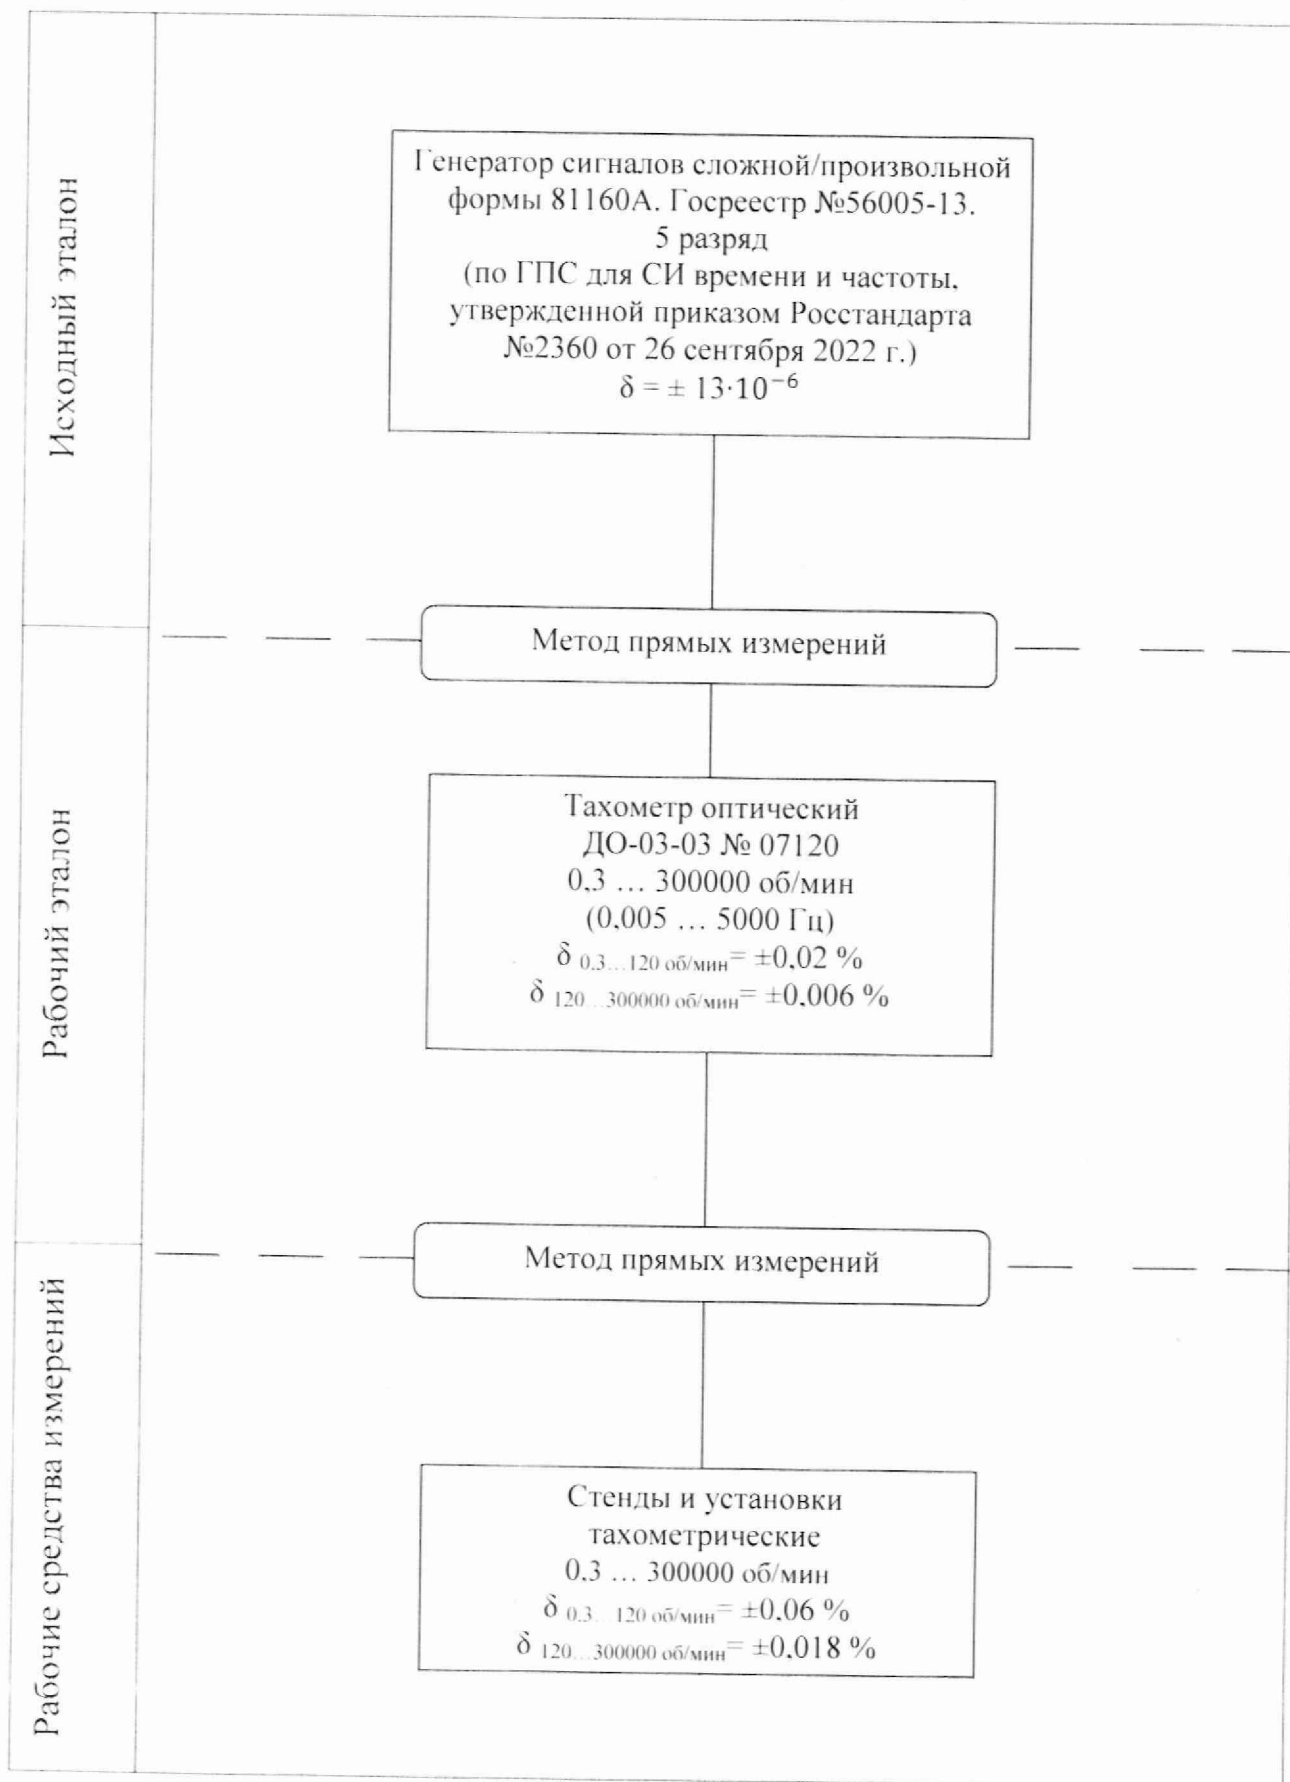 Исходный эталон
Генератор сигналов сложной/произвольной
формы 81160А. Госреестр №56005-13.
5 разряд
(по ГПС для СИ времени и частоты,
утвержденной приказом Росстандарта
№2360 от 26 сентября 2022 г.)
δ = ± 13·10⁻⁶
Метод прямых измерений
Рабочий эталон
Тахометр оптический
ДО-03-03 № 07120
0,3 … 300000 об/мин
(0,005 … 5000 Гц)
δ 0,3…120 об/мин= ±0,02 %
δ 120…300000 об/мин= ±0,006 %
Метод прямых измерений
Рабочие средства измерений
Стенды и установки
тахометрические
0,3 … 300000 об/мин
δ 0,3…120 об/мин= ±0,06 %
δ 120…300000 об/мин= ±0,018 %